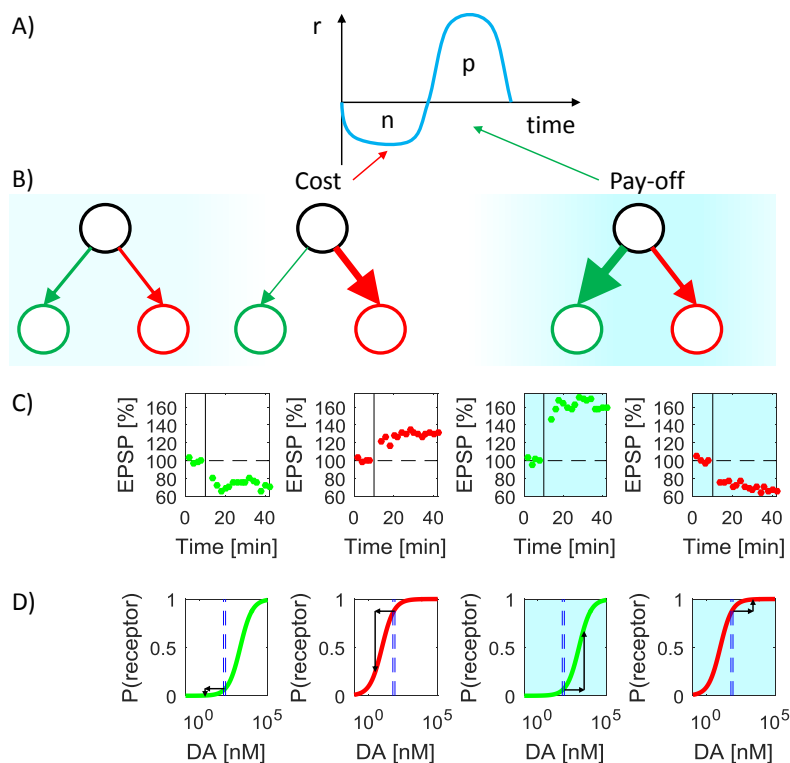 A)
r
p
n
time
B)
Cost
Pay-off
C)
EPSP [%]
160
140
120
100
80
60
0 20 40
Time [min]
EPSP [%]
160
140
120
100
80
60
0 20 40
Time [min]
EPSP [%]
160
140
120
100
80
60
0 20 40
Time [min]
EPSP [%]
160
140
120
100
80
60
0 20 40
Time [min]
D)
P(receptor)
1
0.5
0
10^0 10^5
DA [nM]
P(receptor)
1
0.5
0
10^0 10^5
DA [nM]
P(receptor)
1
0.5
0
10^0 10^5
DA [nM]
P(receptor)
1
0.5
0
10^0 10^5
DA [nM]